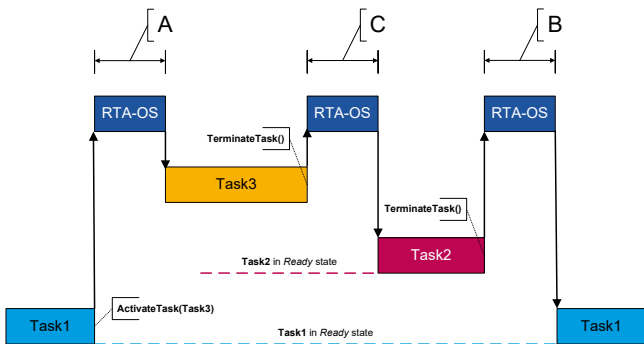 A
C
B
RTA-OS
RTA-OS
RTA-OS
TerminateTask()
Task3
TerminateTask()
Task2
Task2 in Ready state
Task1
ActivateTask(Task3)
Task1 in Ready state
Task1